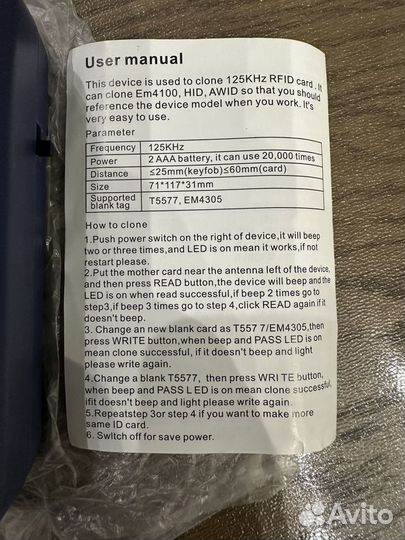 User manual
This device is used to clone 125KHz RFID card . It
can clone Em4100, HID, AWID so that you should
reference the device model when you work. It's
very easy to use.
Parameter
Frequency 125KHz
Power 2 AAA battery, it can use 20,000 times
Distance ≤25mm(keyfob)≤60mm(card)
Size 71*117*31mm
Supported blank tag T5577, EM4305
How to clone
1.Push power switch on the right of device,it will beep
two or three times,and LED is on mean it works,if not
restart please.
2.Put the mother card near the antenna left of the device,
and then press READ button,the device will beep and the
LED is on when read successful,if beep 2 times go to
step3,if beep 3 times go to step 4,click READ again if it
doesn't beep.
3. Change an new blank card as T557 7/EM4305,then
press WRITE button,when beep and PASS LED is on
mean clone successful, if it doesn't beep and light
please write again.
4.Change a blank T5577, then press WRI TE button,
when beep and PASS L ED is on mean clone successful,
ifit doesn't beep and light please write again.
5.Repeatstep 3or step 4 if you want to make more
same ID card.
6. Switch off for save power.
Avito